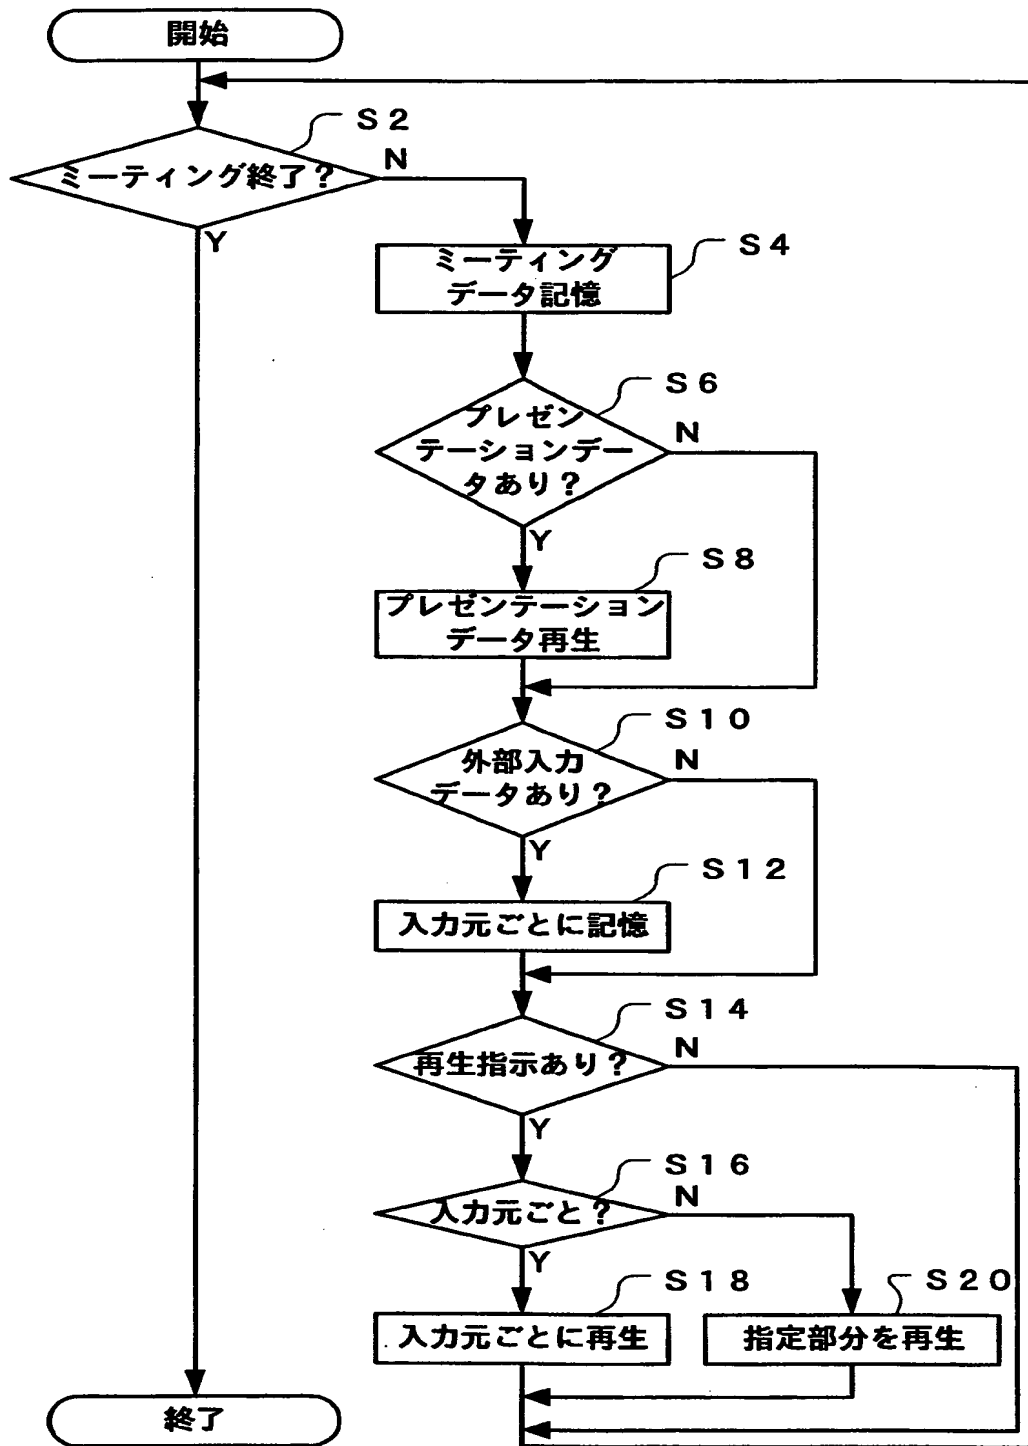 開始
S2
ミーティング終了?
N
Y
S4
ミーティング
データ記憶
S6
プレゼン
テーションデー
タあり?
N
Y
S8
プレゼンテーション
データ再生
S10
外部入力
データあり?
N
Y
S12
入力元ごとに記憶
S14
再生指示あり?
N
Y
S16
入力元ごと?
N
Y
S18
入力元ごとに再生
S20
指定部分を再生
終了